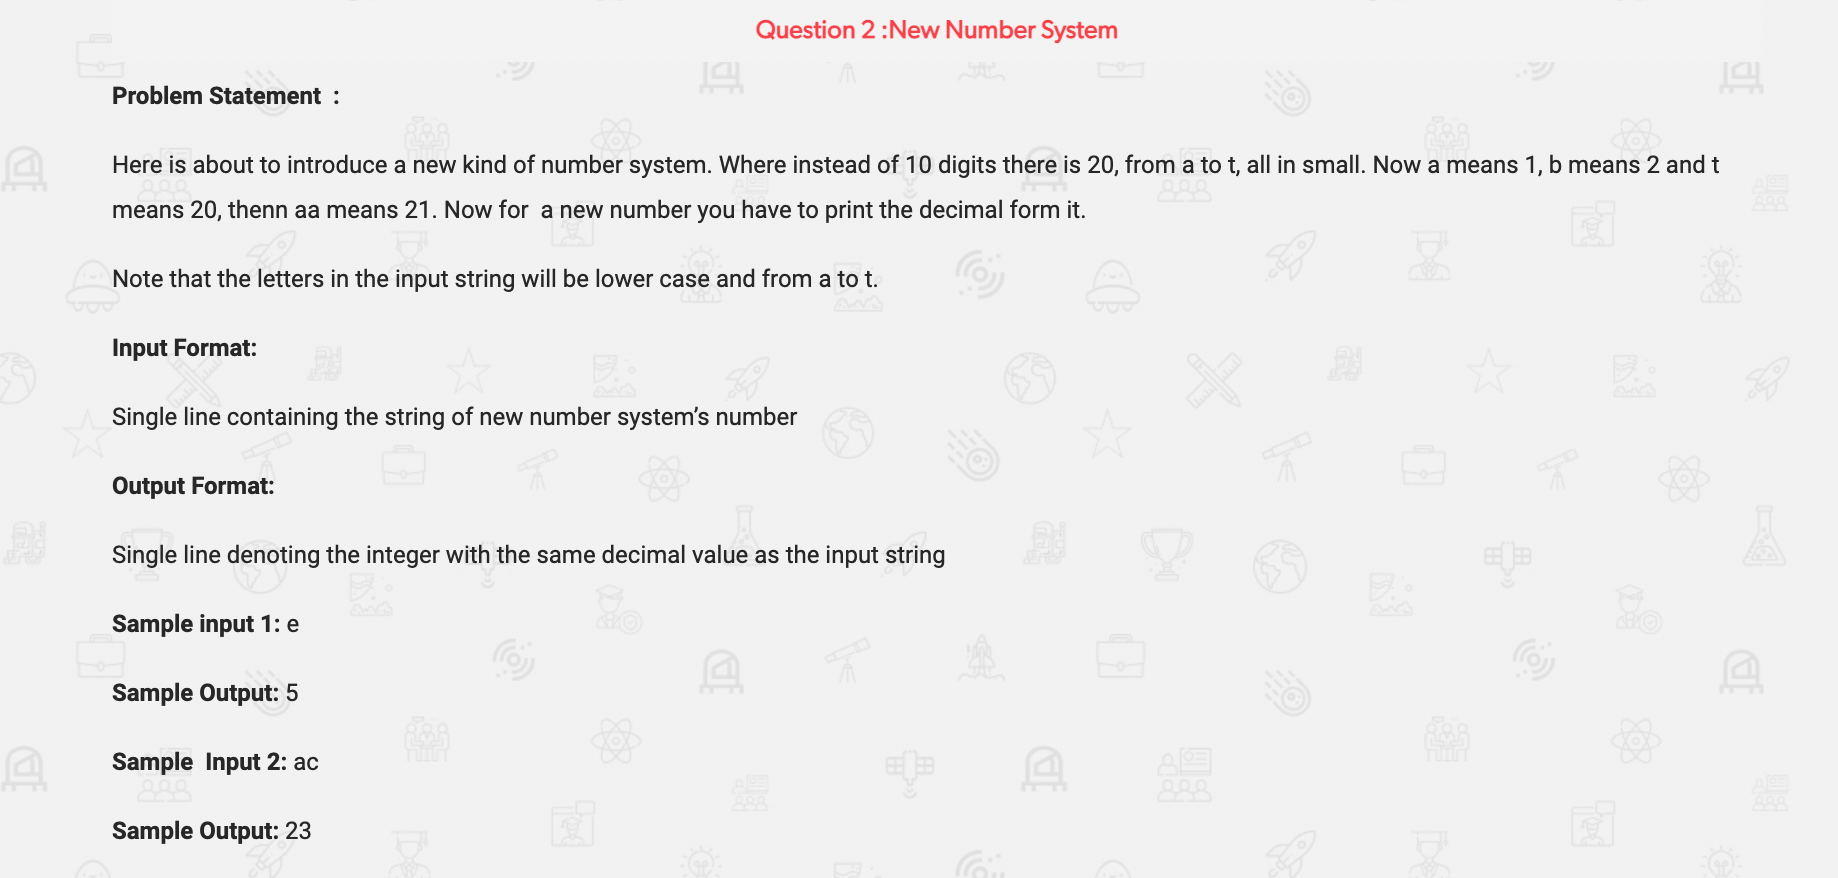 Question 2 :New Number System
Problem Statement :
Here is about to introduce a new kind of number system. Where instead of 10 digits there is 20, from a to t, all in small. Now a means 1, b means 2 and t
means 20, thenn aa means 21. Now for a new number you have to print the decimal form it.
Note that the letters in the input string will be lower case and from a to t.
Input Format:
Single line containing the string of new number system’s number
Output Format:
Single line denoting the integer with the same decimal value as the input string
Sample input 1: e
Sample Output: 5
Sample Input 2: ac
Sample Output: 23